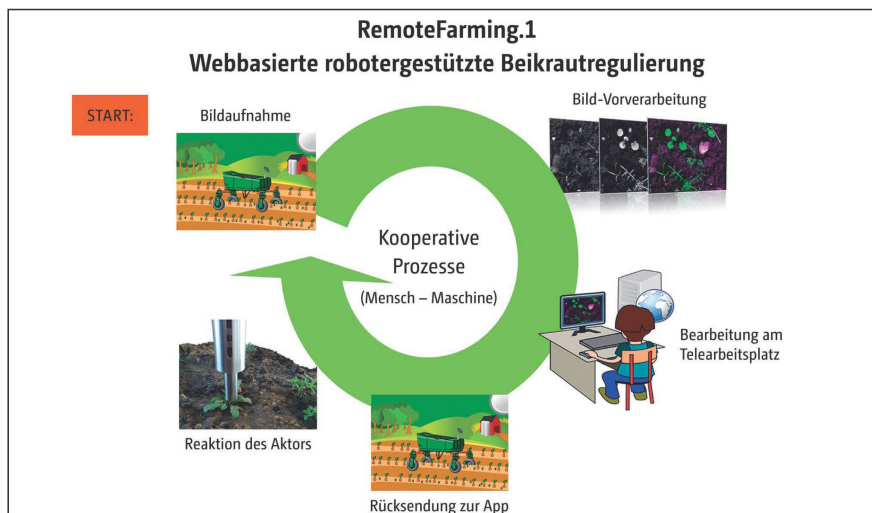 RemoteFarming.1
Webbasierte robotergestützte Beikrautregulierung
START:
Bildaufnahme
Bild-Vorverarbeitung
Kooperative
Prozesse
(Mensch – Maschine)
Bearbeitung am
Telearbeitsplatz
Rücksendung zur App
Reaktion des Aktors